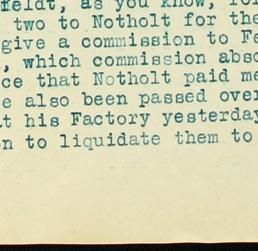 feldt, as you know, for
two to Notholt for the
give a commission to Fe
, which commission abso
ce that Notholt paid me
e also been passed over
t his Factory yesterday
n to liquidate them to